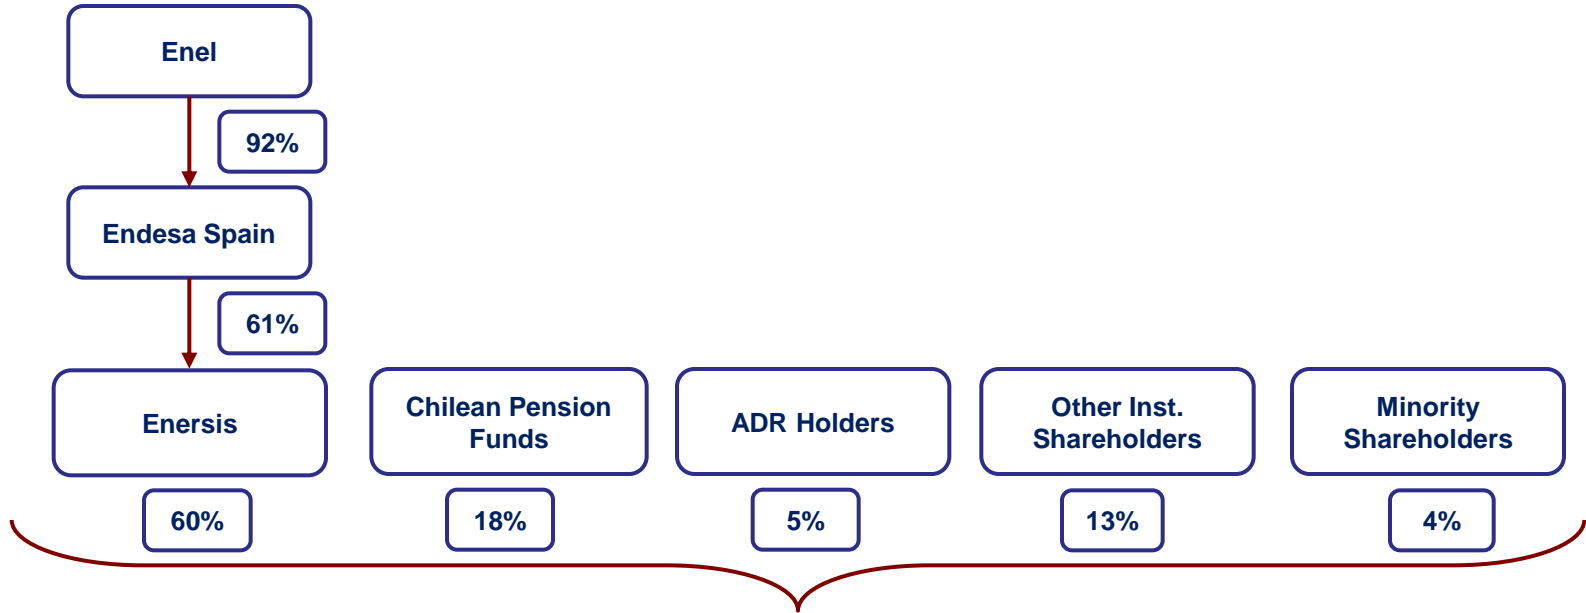 Enel
92%
Endesa Spain
61%
Enersis
Chilean Pension
Funds
ADR Holders
Other Inst.
Shareholders
Minority
Shareholders
60%
18%
5%
13%
4%